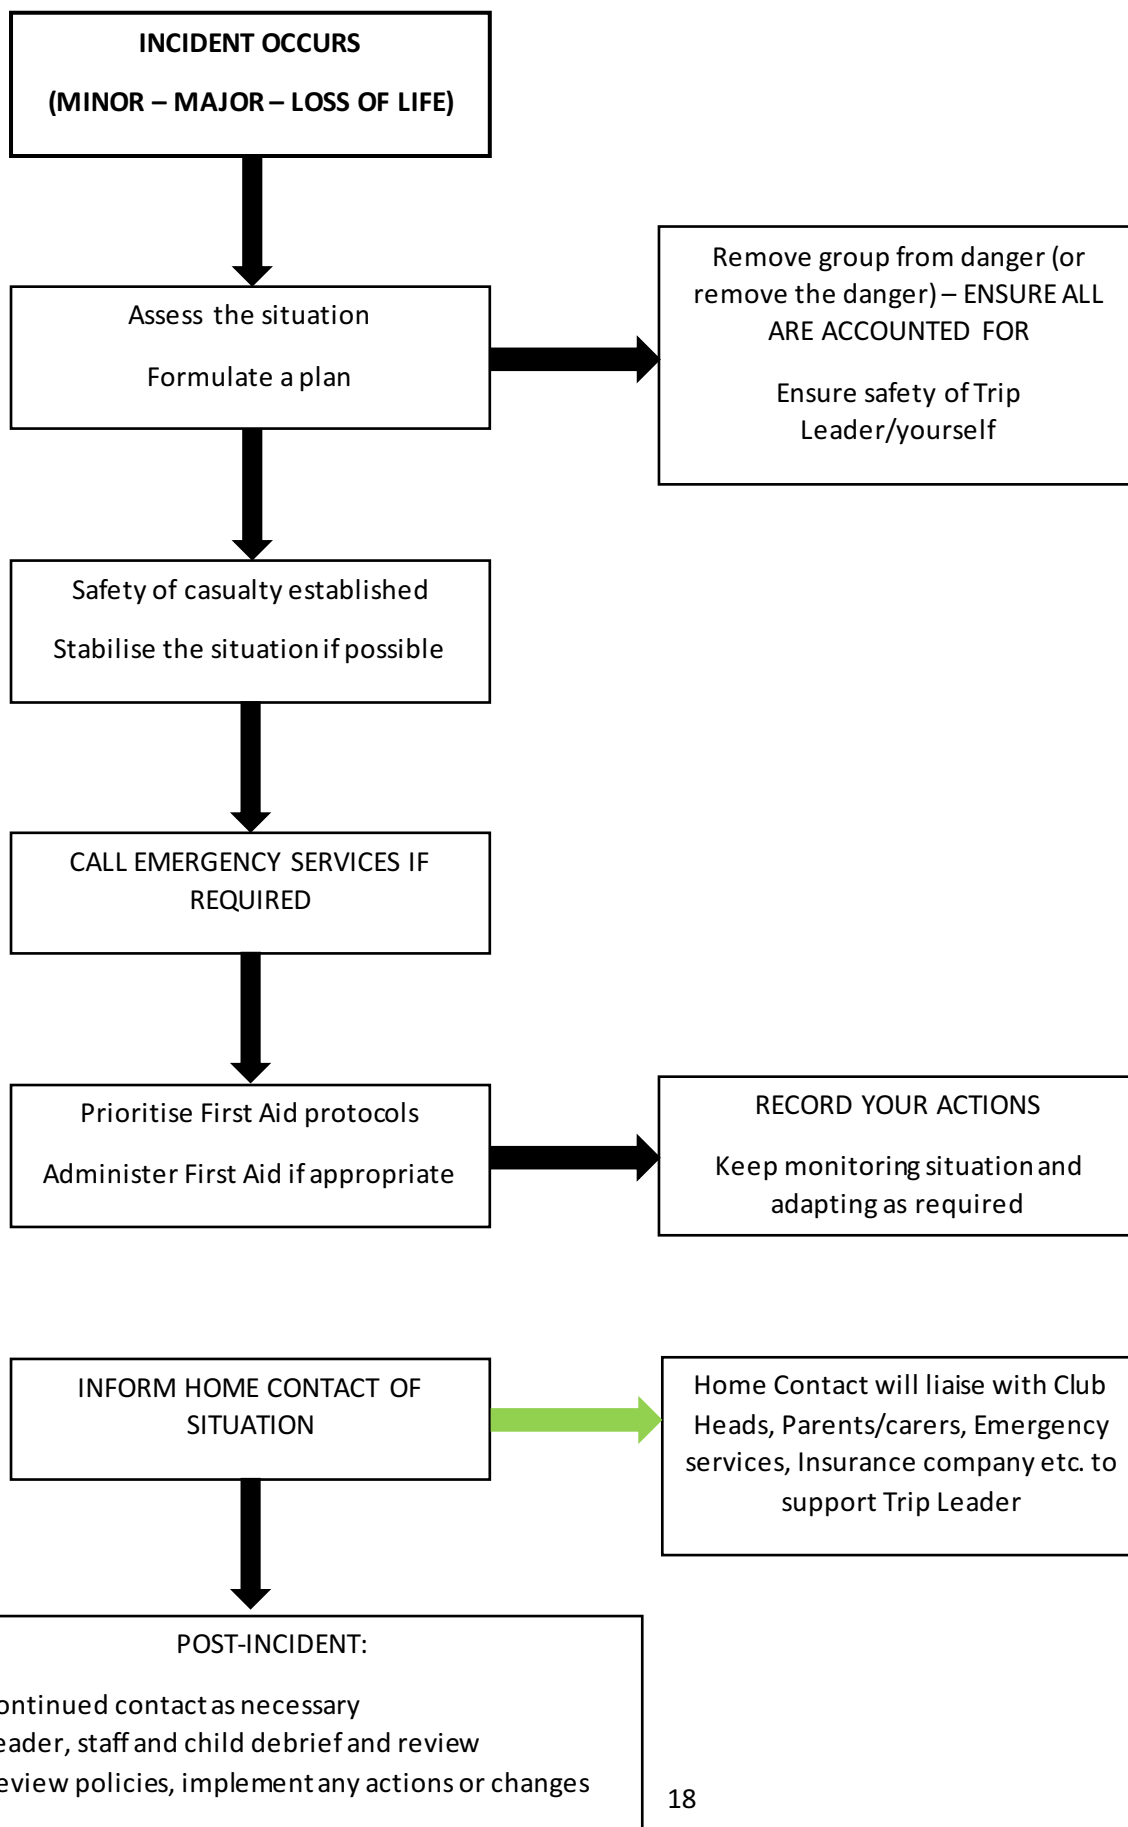 INCIDENT OCCURS
(MINOR – MAJOR – LOSS OF LIFE)
Assess the situation
Formulate a plan
Remove group from danger (or
remove the danger) – ENSURE ALL
ARE ACCOUNTED FOR
Ensure safety of Trip
Leader/yourself
Safety of casualty established
Stabilise the situation if possible
CALL EMERGENCY SERVICES IF
REQUIRED
Prioritise First Aid protocols
Administer First Aid if appropriate
RECORD YOUR ACTIONS
Keep monitoring situation and
adapting as required
INFORM HOME CONTACT OF
SITUATION
Home Contact will liaise with Club
Heads, Parents/carers, Emergency
services, Insurance company etc. to
support Trip Leader
POST-INCIDENT:
ontinued contact as necessary
eader, staff and child debrief and review
eview policies, implement any actions or changes
18